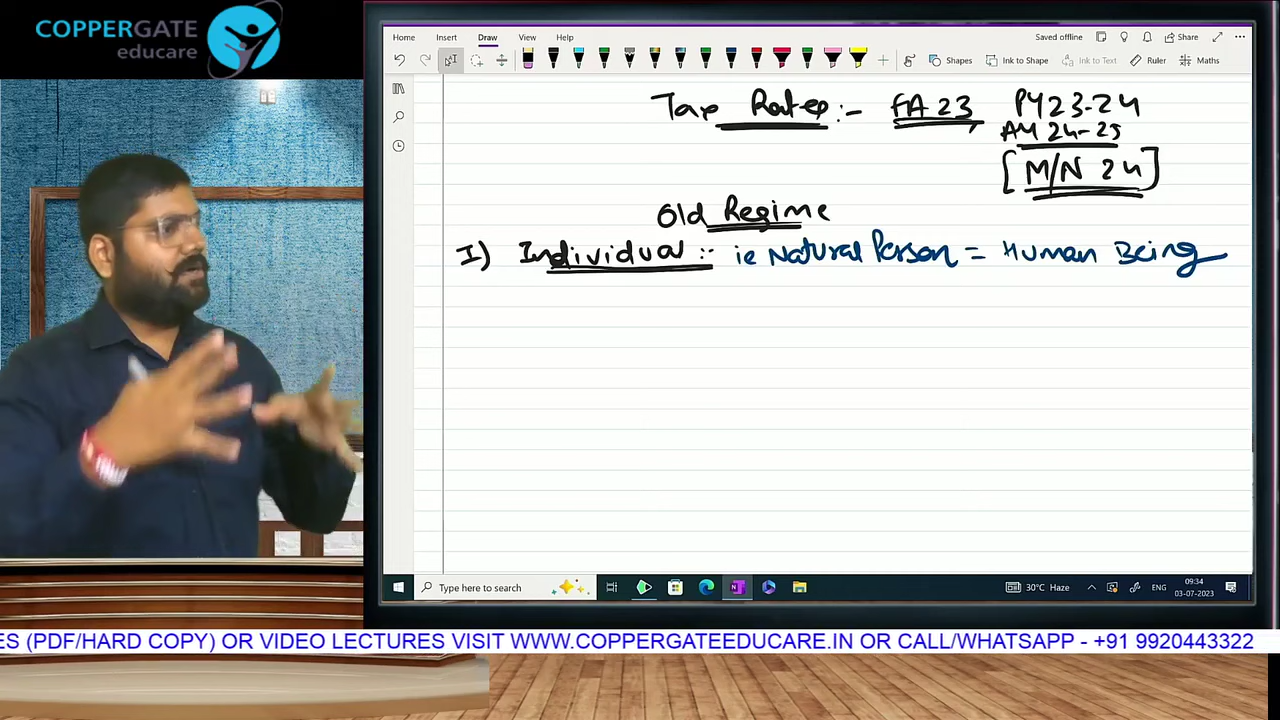 COPPERGATE
educare
Home Insert Draw View Help
Saved offline
Share
Shapes Ink to Shape Ink to Text Ruler Maths
Tax Rates :- FA 23, PY 23-24
AY 24-25
[M/N 24]
Old Regime
I) Individual :- ie Natural Person = Human Being
Type here to search
30°C Haze
ENG
09:34
03-07-2023
ES (PDF/HARD COPY) OR VIDEO LECTURES VISIT WWW.COPPERGATEEDUCARE.IN OR CALL/WHATSAPP - +91 9920443322